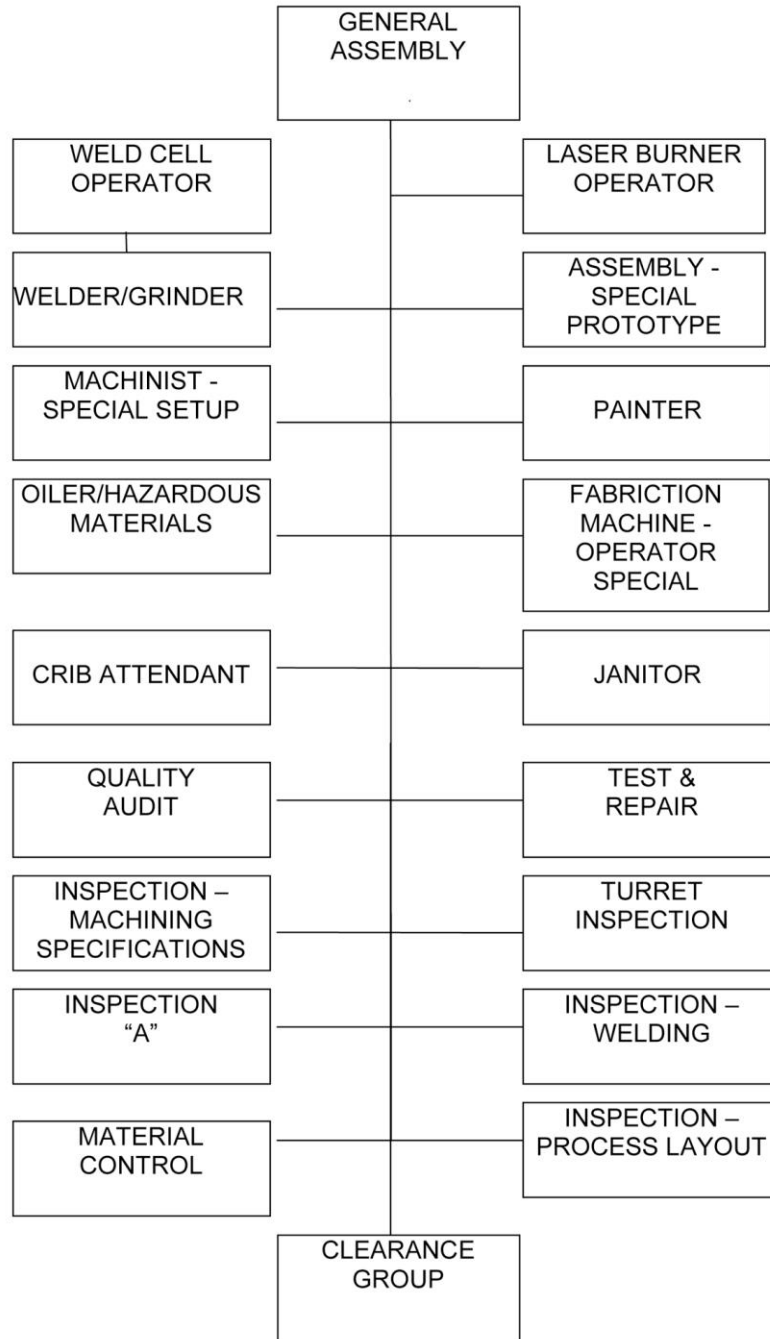 GENERAL
ASSEMBLY
WELD CELL
OPERATOR
LASER BURNER
OPERATOR
WELDER/GRINDER
ASSEMBLY -
SPECIAL
PROTOTYPE
MACHINIST -
SPECIAL SETUP
PAINTER
OILER/HAZARDOUS
MATERIALS
FABRICTION
MACHINE -
OPERATOR
SPECIAL
CRIB ATTENDANT
JANITOR
QUALITY
AUDIT
TEST &
REPAIR
INSPECTION –
MACHINING
SPECIFICATIONS
TURRET
INSPECTION
INSPECTION
“A”
INSPECTION –
WELDING
MATERIAL
CONTROL
INSPECTION –
PROCESS LAYOUT
CLEARANCE
GROUP